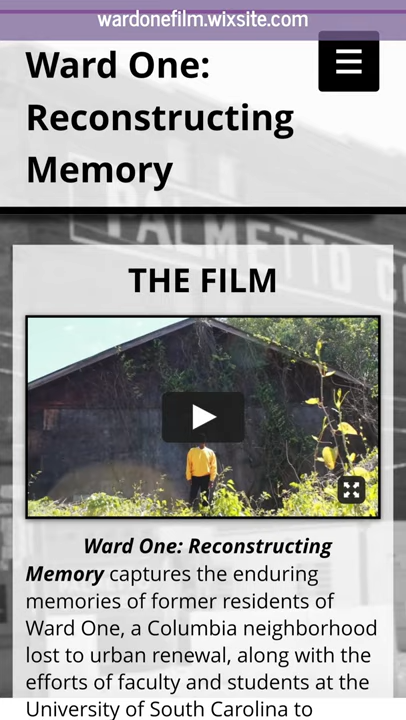 wardonefilm.wixsite.com
Ward One:
Reconstructing
Memory
PALMETTO CO
THE FILM
Ward One: Reconstructing
Memory captures the enduring
memories of former residents of
Ward One, a Columbia neighborhood
lost to urban renewal, along with the
efforts of faculty and students at the
University of South Carolina to